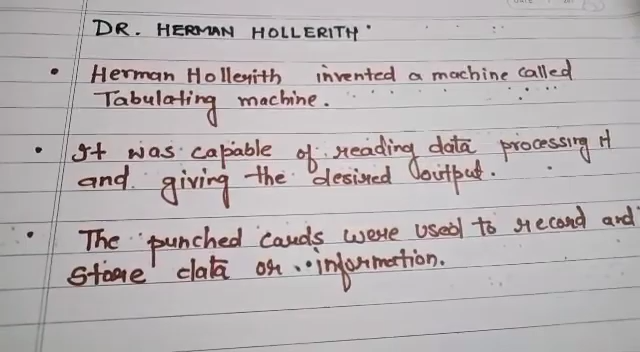 DR. HERMAN HOLLERITH
• Herman Hollerith invented a machine called
Tabulating machine.
• It was capable of reading data processing it
and giving the desired output.
• The punched cards were used to record and
store data or information.